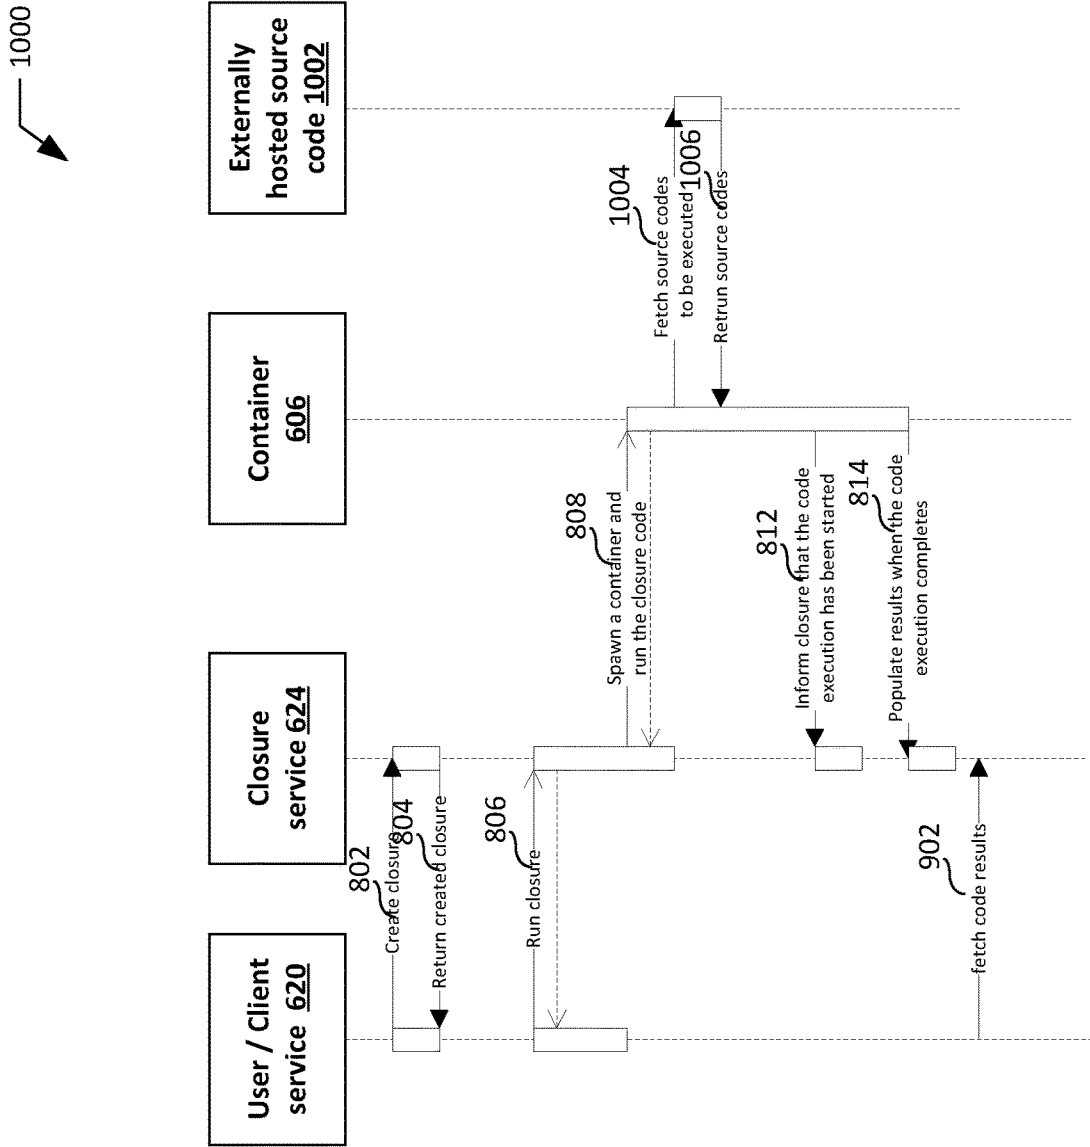 1000
User / Client
service 620
Closure
service 624
Container
606
Externally
hosted source
code 1002
802
Create closure
804
Return created closure
806
Run closure
808
Spawn a container and
run the closure code
1004
Fetch source codes
to be executed
1006
Retrun source codes
812
Inform closure that the code
execution has been started
814
Populate results when the code
execution completes
902
fetch code results